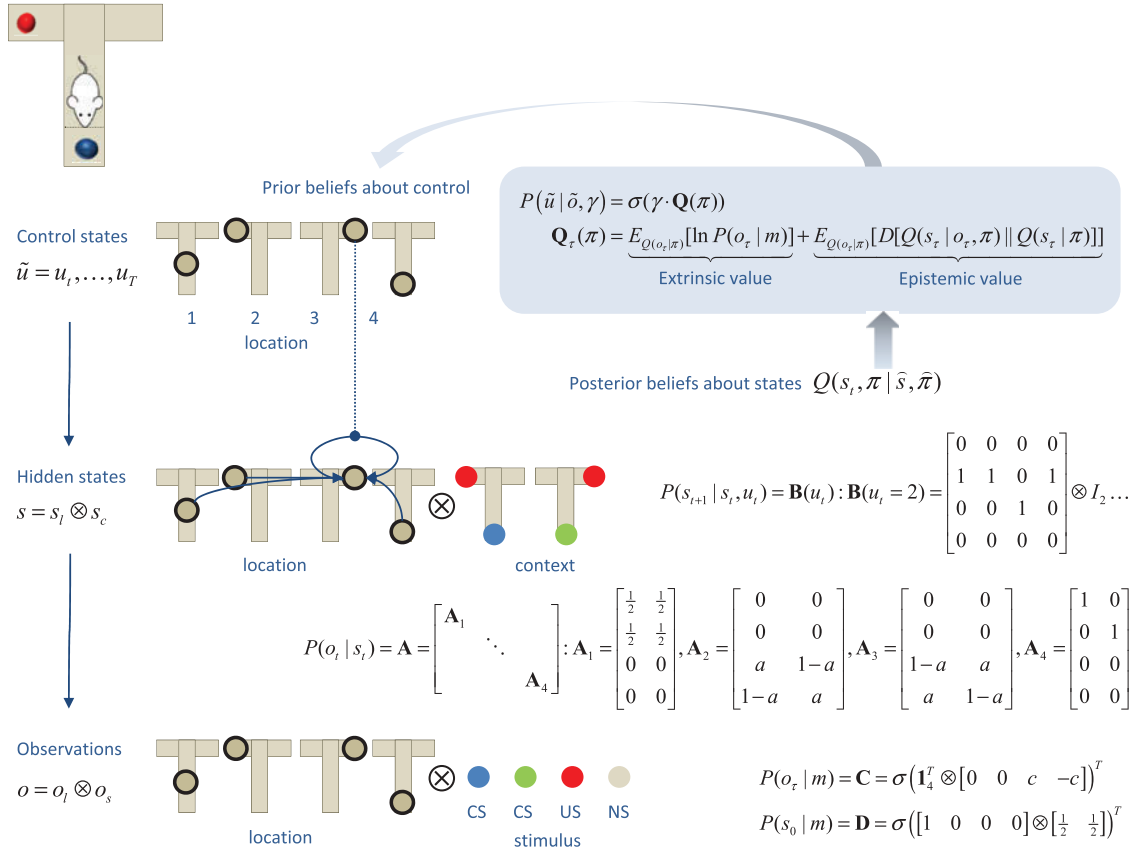 Prior beliefs about control
P(ũ | õ, γ) = σ(γ · Q(π))
Q_τ(π) = E_{Q(o_τ|π)}[ln P(o_τ | m)] + E_{Q(o_τ|π)}[D[Q(s_τ | o_τ, π) || Q(s_τ | π)]]
Extrinsic value Epistemic value
Control states
ũ = u_t, …, u_T
1 2 3 4
location
Posterior beliefs about states Q(s_t, π | ŝ, π̂)
Hidden states
s = s_l ⊗ s_c
⊗
location context
P(s_{t+1} | s_t, u_t) = B(u_t) : B(u_t = 2) = [0 0 0 0; 1 1 0 1; 0 0 1 0; 0 0 0 0] ⊗ I_2 …
P(o_t | s_t) = A = [A_1 ⋱ A_4] : A_1 = [½ ½; ½ ½; 0 0; 0 0], A_2 = [0 0; 0 0; a 1−a; 1−a a], A_3 = [0 0; 0 0; 1−a a; a 1−a], A_4 = [1 0; 0 1; 0 0; 0 0]
Observations
o = o_l ⊗ o_s
⊗
CS CS US NS
location stimulus
P(o_τ | m) = C = σ(1_4^T ⊗ [0 0 c −c])^T
P(s_0 | m) = D = σ([1 0 0 0] ⊗ [½ ½])^T